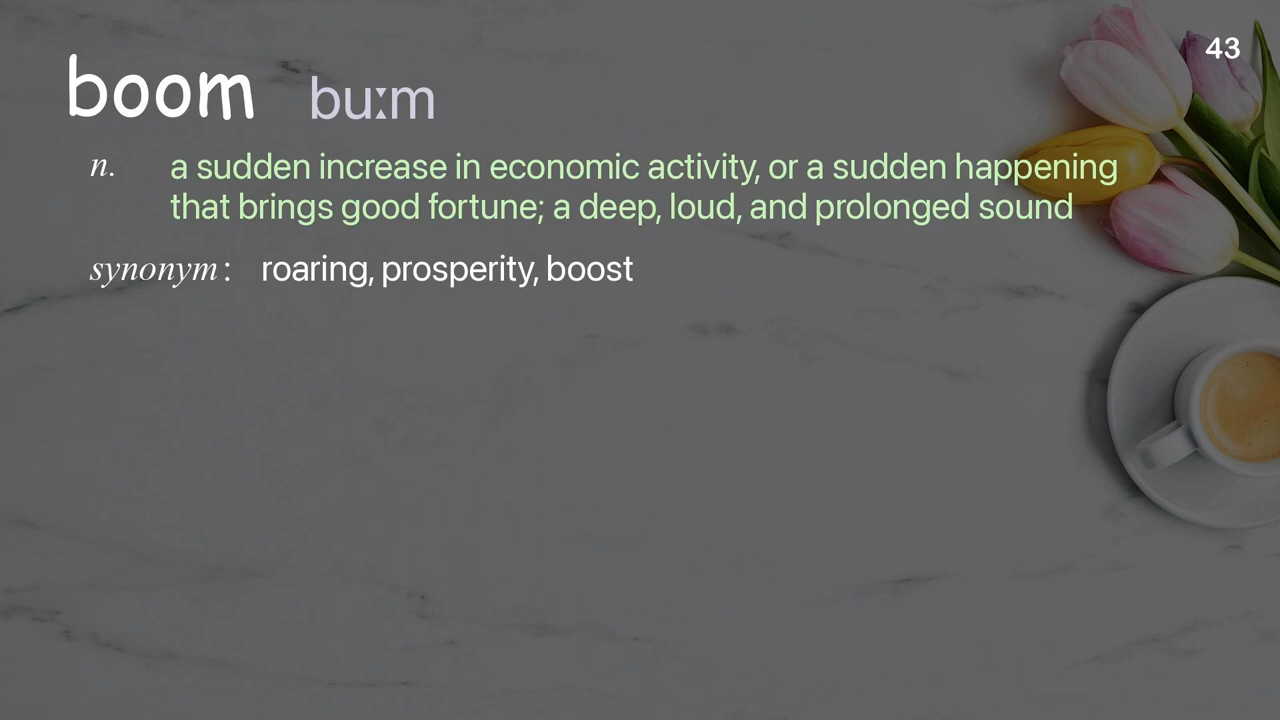 43
boom buːm
n. a sudden increase in economic activity, or a sudden happening
that brings good fortune; a deep, loud, and prolonged sound
synonym : roaring, prosperity, boost